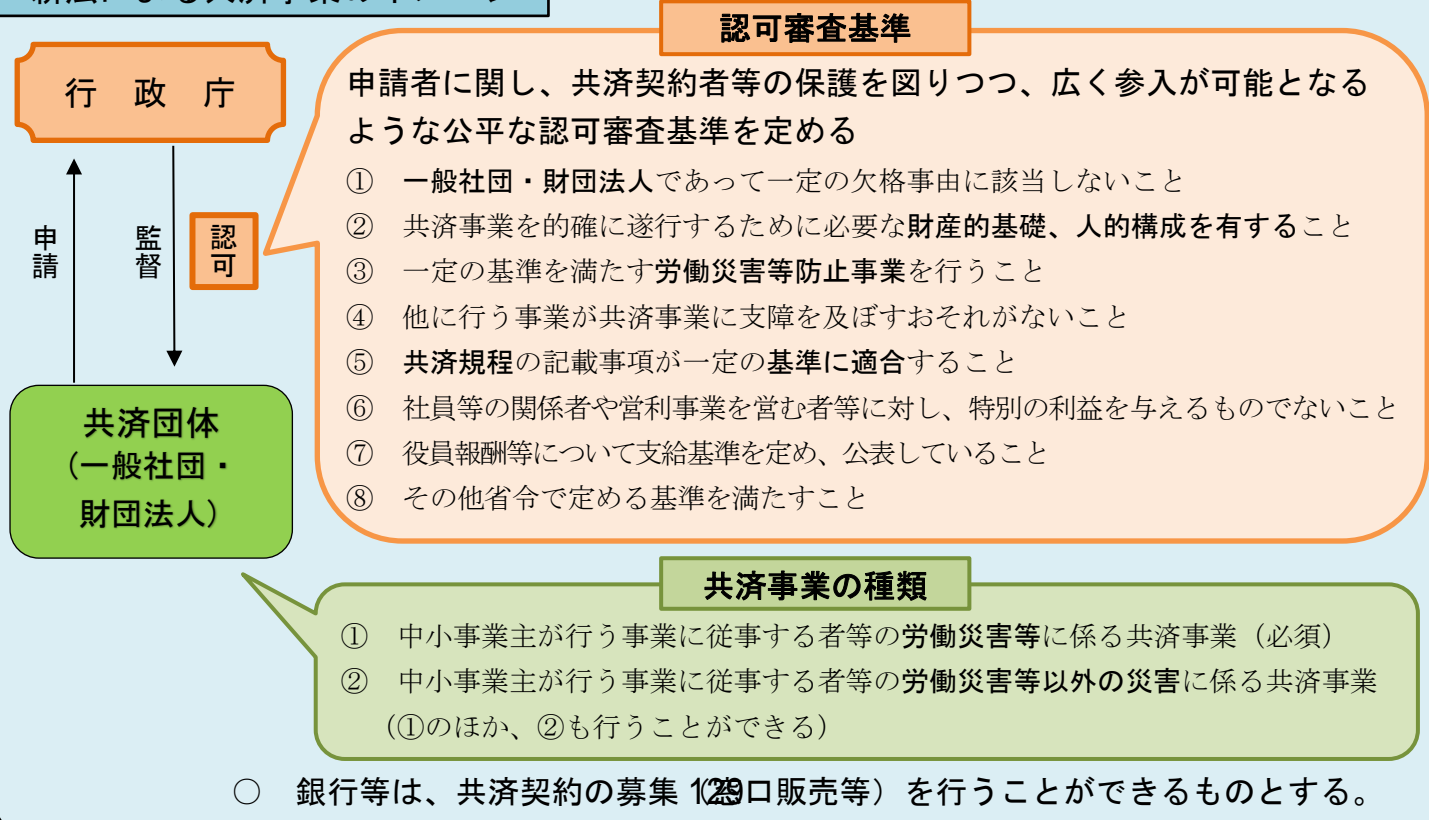 認可審査基準
行政庁
申請者に関し、共済契約者等の保護を図りつつ、広く参入が可能となる
ような公平な認可審査基準を定める
① 一般社団・財団法人であって一定の欠格事由に該当しないこと
② 共済事業を的確に遂行するために必要な財産的基礎、人的構成を有すること
③ 一定の基準を満たす労働災害等防止事業を行うこと
④ 他に行う事業が共済事業に支障を及ぼすおそれがないこと
⑤ 共済規程の記載事項が一定の基準に適合すること
⑥ 社員等の関係者や営利事業を営む者等に対し、特別の利益を与えるものでないこと
⑦ 役員報酬等について支給基準を定め、公表していること
⑧ その他省令で定める基準を満たすこと
申請
監督
認可
共済団体
(一般社団・
財団法人)
共済事業の種類
① 中小事業主が行う事業に従事する者等の労働災害等に係る共済事業(必須)
② 中小事業主が行う事業に従事する者等の労働災害等以外の災害に係る共済事業
(①のほか、②も行うことができる)
○ 銀行等は、共済契約の募集 口販売等)を行うことができるものとする。